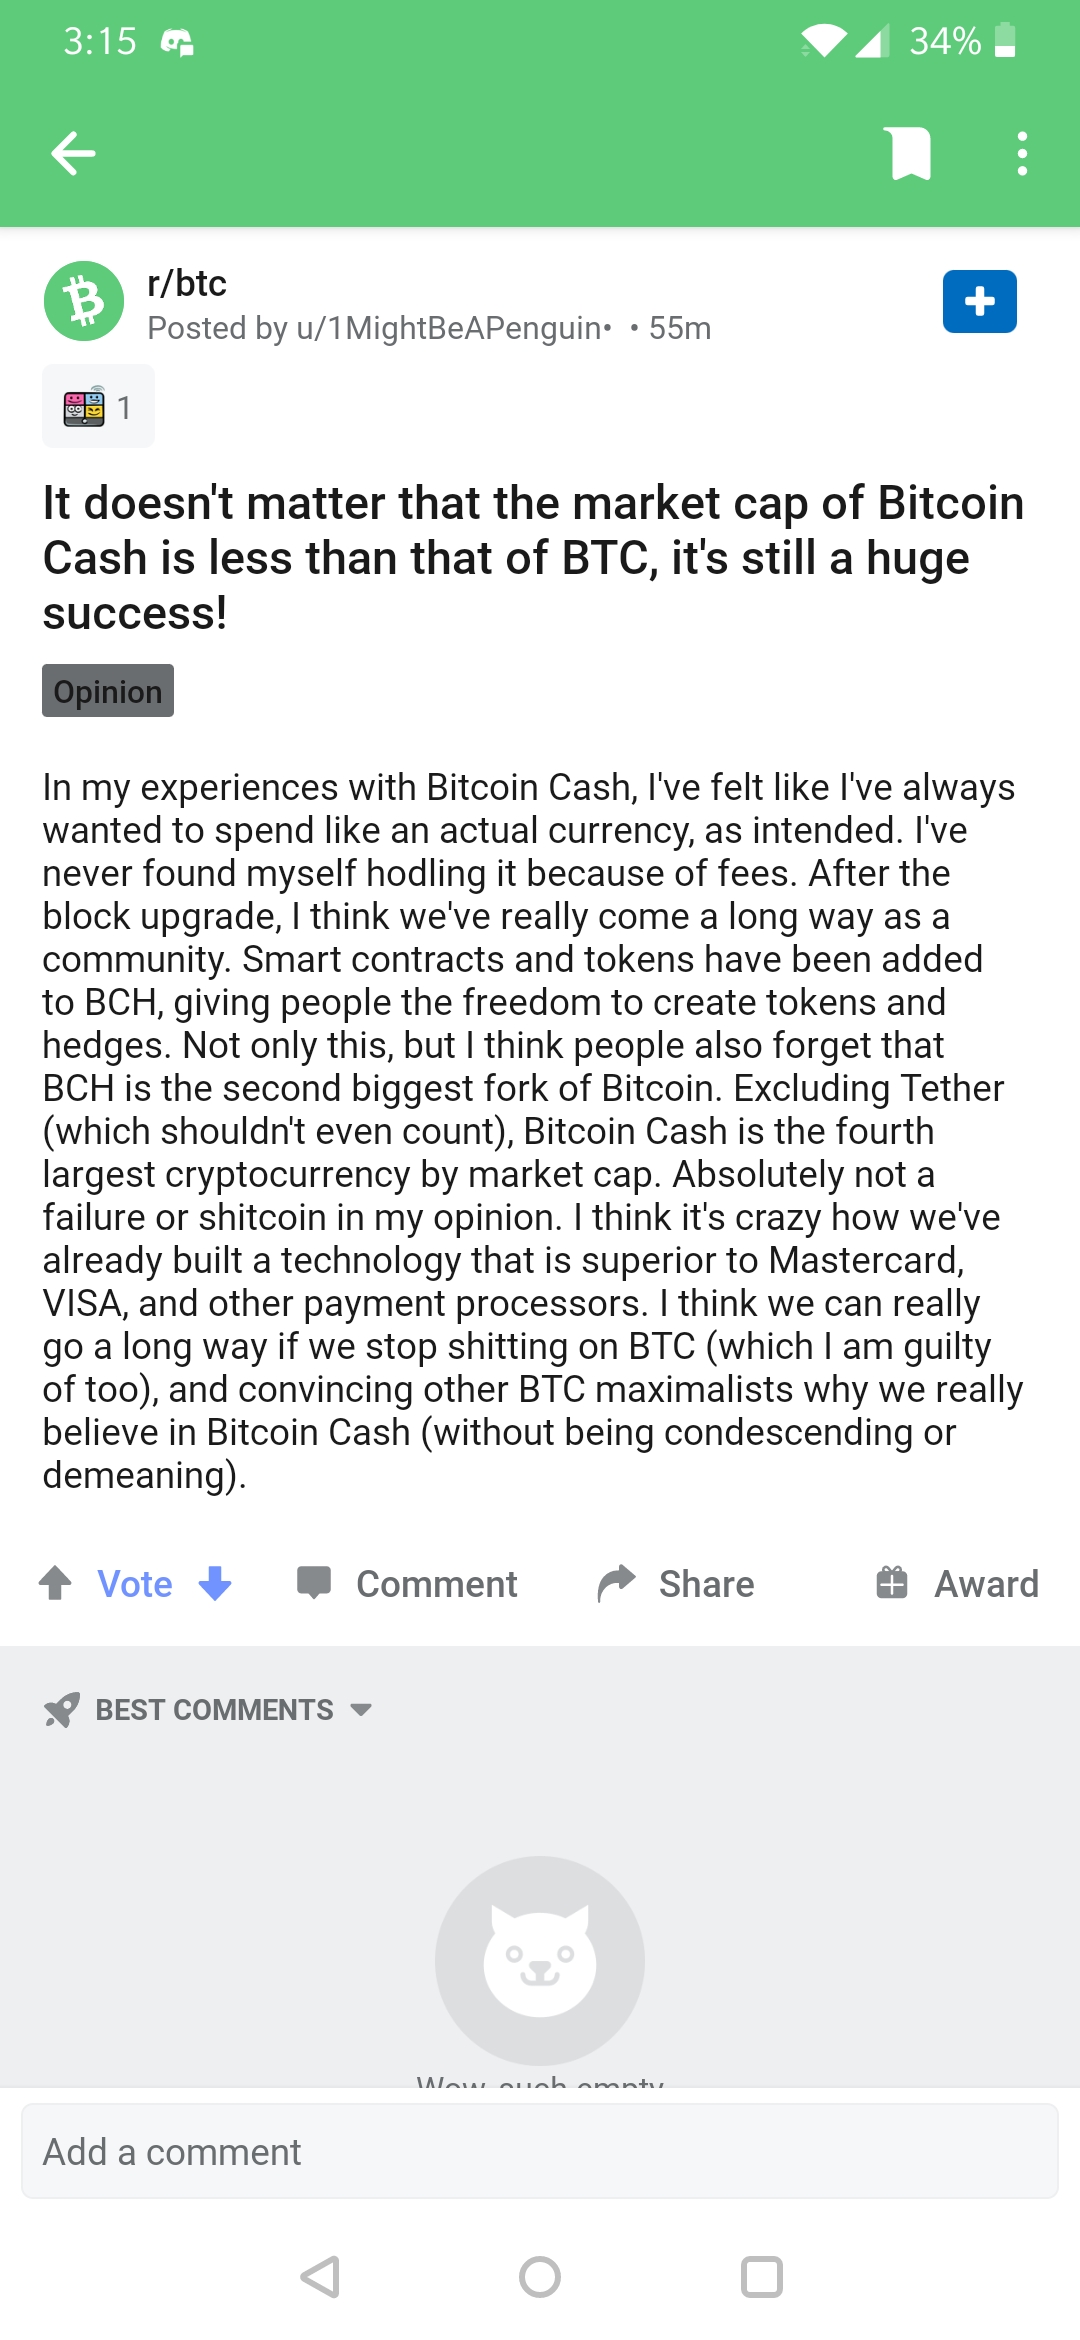 3:15
34%
r/btc
Posted by u/1MightBeAPenguin• • 55m
1
It doesn't matter that the market cap of Bitcoin
Cash is less than that of BTC, it's still a huge
success!
Opinion
In my experiences with Bitcoin Cash, I've felt like I've always
wanted to spend like an actual currency, as intended. I've
never found myself hodling it because of fees. After the
block upgrade, I think we've really come a long way as a
community. Smart contracts and tokens have been added
to BCH, giving people the freedom to create tokens and
hedges. Not only this, but I think people also forget that
BCH is the second biggest fork of Bitcoin. Excluding Tether
(which shouldn't even count), Bitcoin Cash is the fourth
largest cryptocurrency by market cap. Absolutely not a
failure or shitcoin in my opinion. I think it's crazy how we've
already built a technology that is superior to Mastercard,
VISA, and other payment processors. I think we can really
go a long way if we stop shitting on BTC (which I am guilty
of too), and convincing other BTC maximalists why we really
believe in Bitcoin Cash (without being condescending or
demeaning).
Vote Comment Share Award
BEST COMMENTS
Wow, such empty
Add a comment